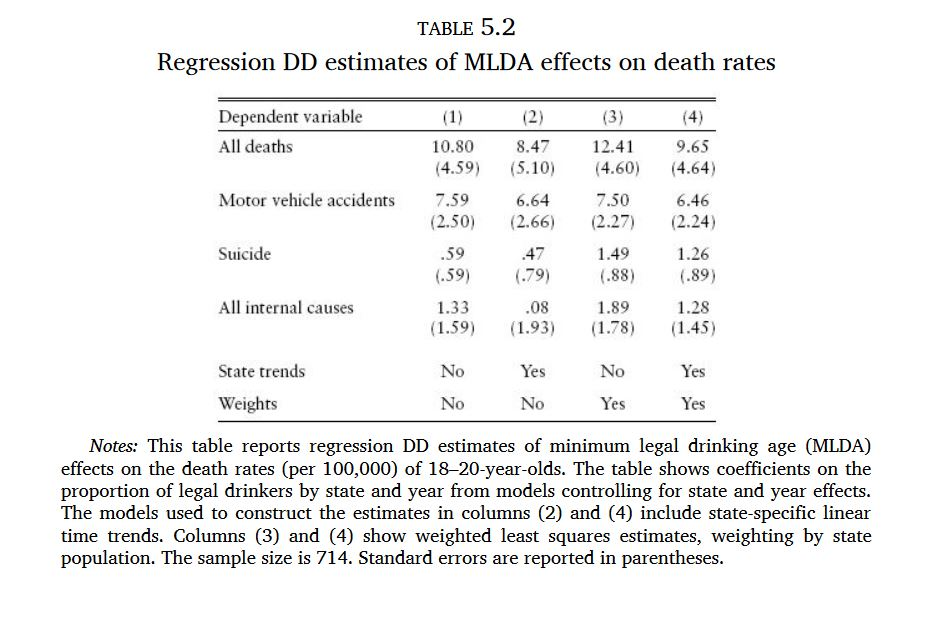 TABLE 5.2
Regression DD estimates of MLDA effects on death rates
Dependent variable (1) (2) (3) (4)
All deaths 10.80 8.47 12.41 9.65
(4.59) (5.10) (4.60) (4.64)
Motor vehicle accidents 7.59 6.64 7.50 6.46
(2.50) (2.66) (2.27) (2.24)
Suicide .59 .47 1.49 1.26
(.59) (.79) (.88) (.89)
All internal causes 1.33 .08 1.89 1.28
(1.59) (1.93) (1.78) (1.45)
State trends No Yes No Yes
Weights No No Yes Yes
Notes: This table reports regression DD estimates of minimum legal drinking age (MLDA)
effects on the death rates (per 100,000) of 18–20-year-olds. The table shows coefficients on the
proportion of legal drinkers by state and year from models controlling for state and year effects.
The models used to construct the estimates in columns (2) and (4) include state-specific linear
time trends. Columns (3) and (4) show weighted least squares estimates, weighting by state
population. The sample size is 714. Standard errors are reported in parentheses.